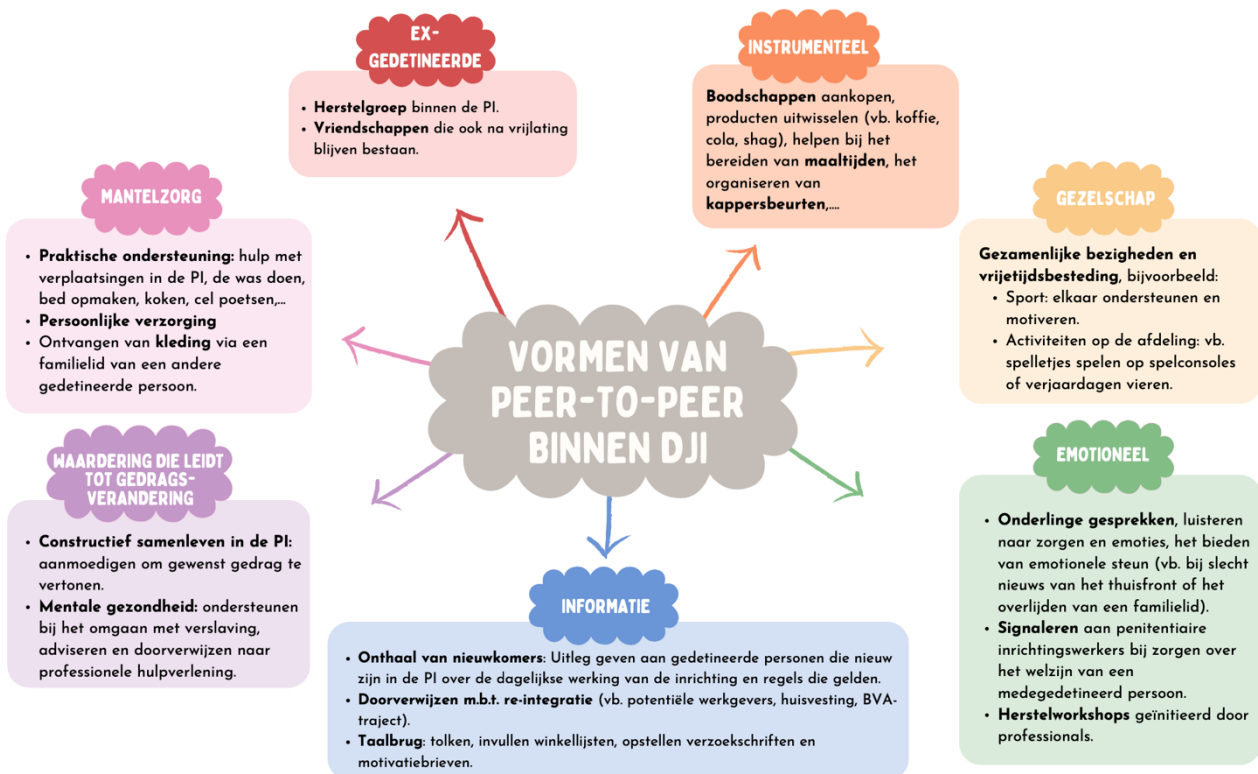 EX-
GEDETINEERDE
• Herstelgroep binnen de PI.
• Vriendschappen die ook na vrijlating
blijven bestaan.
INSTRUMENTEEL
Boodschappen aankopen,
producten uitwisselen (vb. koffie,
cola, shag), helpen bij het
bereiden van maaltijden, het
organiseren van
kappersbeurten,....
MANTELZORG
• Praktische ondersteuning: hulp met
verplaatsingen in de PI, de was doen,
bed opmaken, koken, cel poetsen,...
• Persoonlijke verzorging
• Ontvangen van kleding via een
familielid van een andere
gedetineerde persoon.
GEZELSCHAP
Gezamenlijke bezigheden en
vrijetijdsbesteding, bijvoorbeeld:
• Sport: elkaar ondersteunen en
motiveren.
• Activiteiten op de afdeling: vb.
spelletjes spelen op spelconsoles
of verjaardagen vieren.
VORMEN VAN
PEER-TO-PEER
BINNEN DJI
WAARDERING DIE LEIDT
TOT GEDRAGS-
VERANDERING
• Constructief samenleven in de PI:
aanmoedigen om gewenst gedrag te
vertonen.
• Mentale gezondheid: ondersteunen
bij het omgaan met verslaving,
adviseren en doorverwijzen naar
professionele hulpverlening.
EMOTIONEEL
• Onderlinge gesprekken, luisteren
naar zorgen en emoties, het bieden
van emotionele steun (vb. bij slecht
nieuws van het thuisfront of het
overlijden van een familielid).
• Signaleren aan penitentiaire
inrichtingswerkers bij zorgen over
het welzijn van een
medegedetineerd persoon.
• Herstelworkshops geïnitieerd door
professionals.
INFORMATIE
• Onthaal van nieuwkomers: Uitleg geven aan gedetineerde personen die nieuw
zijn in de PI over de dagelijkse werking van de inrichting en regels die gelden.
• Doorverwijzen m.b.t. re-integratie (vb. potentiële werkgevers, huisvesting, BVA-
traject).
• Taalbrug: tolken, invullen winkellijsten, opstellen verzoekschriften en
motivatiebrieven.